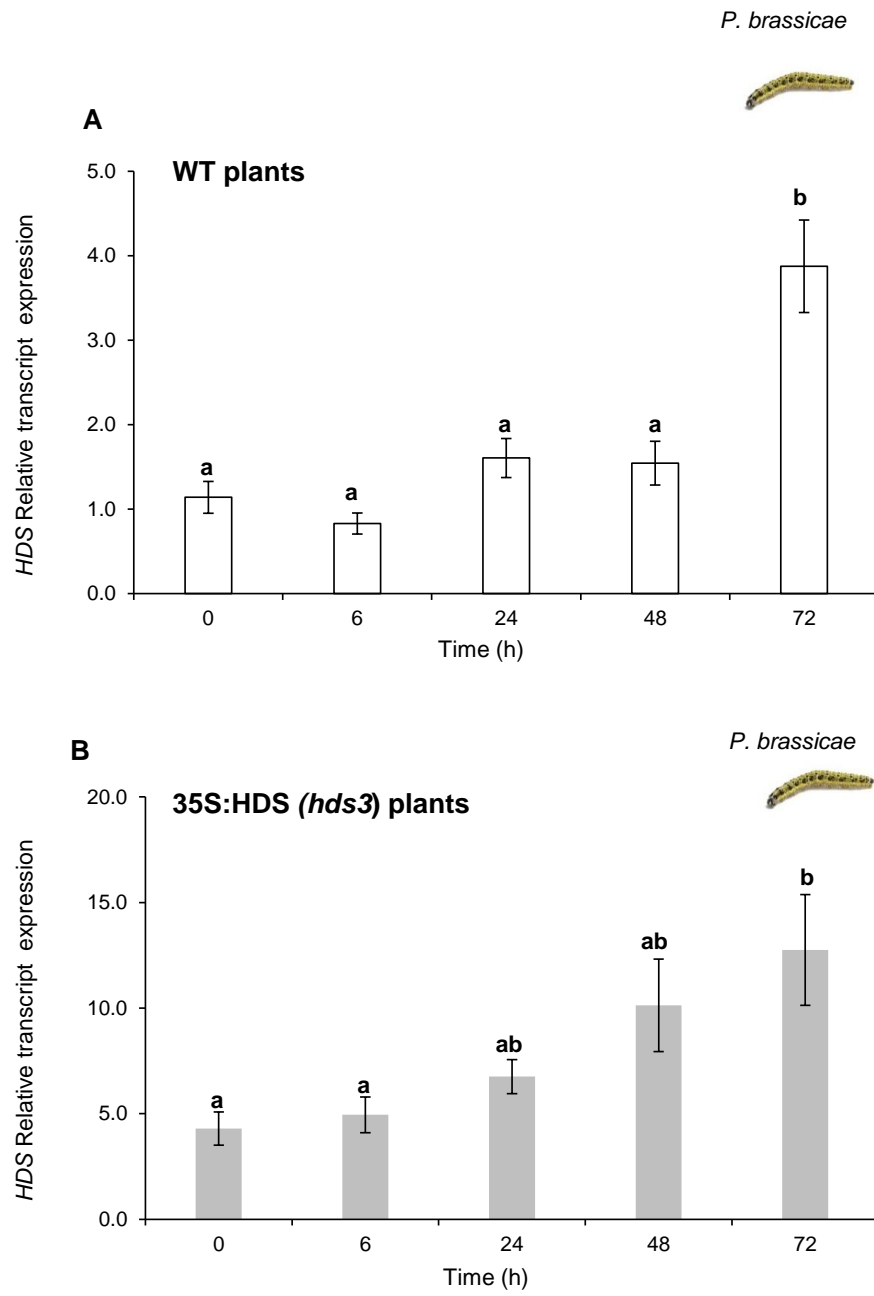 P. brassicae
A
WT plants
HDS Relative transcript expression
5.0
4.0
3.0
2.0
1.0
0.0
a
a
a
a
b
0 6 24 48 72
Time (h)
P. brassicae
B
35S:HDS (hds3) plants
HDS Relative transcript expression
20.0
15.0
10.0
5.0
0.0
a
a
ab
ab
b
0 6 24 48 72
Time (h)